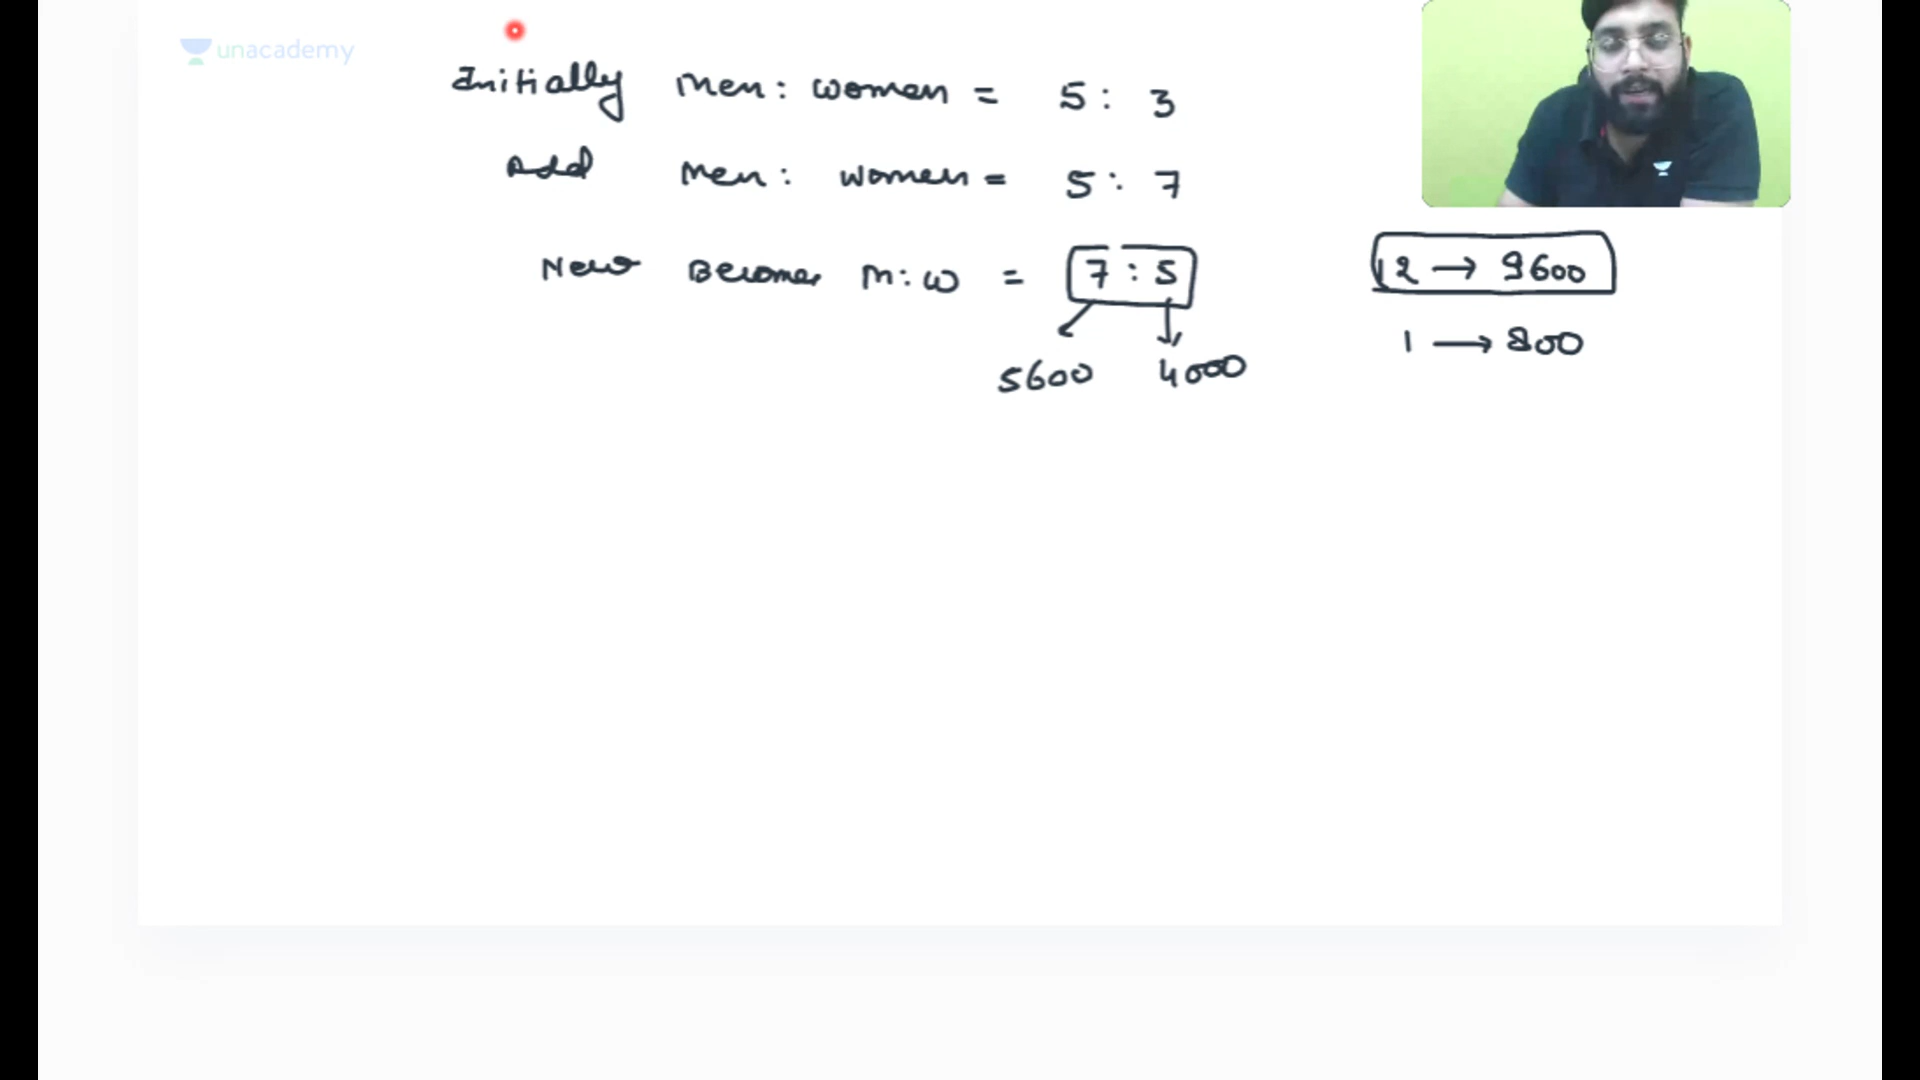 unacademy
Initially Men: women = 5: 3
Add Men: women = 5: 7
New Becomes M:W = 7:5
12 → 9600
1 → 800
5600 4000